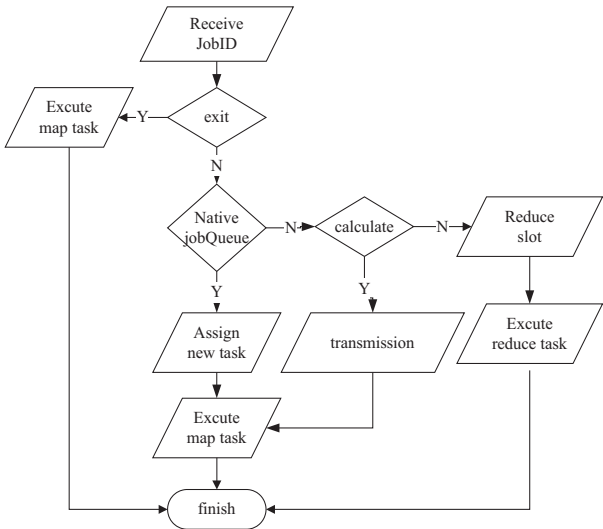 Receive
JobID
Excute
map task
Y
exit
N
Native
jobQueue
N
calculate
N
Reduce
slot
Y
Y
Assign
new task
transmission
Excute
reduce task
Excute
map task
finish